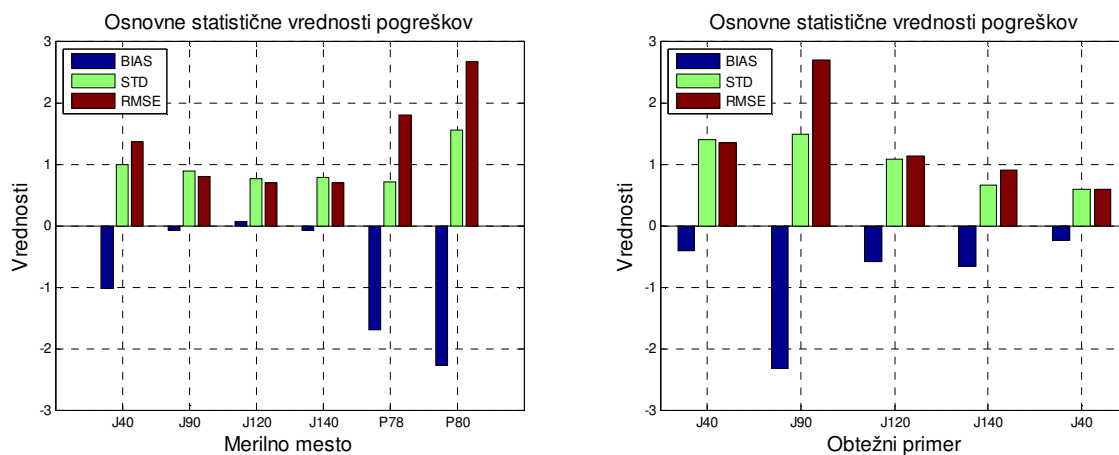 Osnovne statistične vrednosti pogreškov
BIAS
STD
RMSE
Vrednosti
3
2
1
0
-1
-2
-3
J40 J90 J120 J140 P78 P80
Merilno mesto
Osnovne statistične vrednosti pogreškov
BIAS
STD
RMSE
Vrednosti
3
2
1
0
-1
-2
-3
J40 J90 J120 J140 J40
Obtežni primer